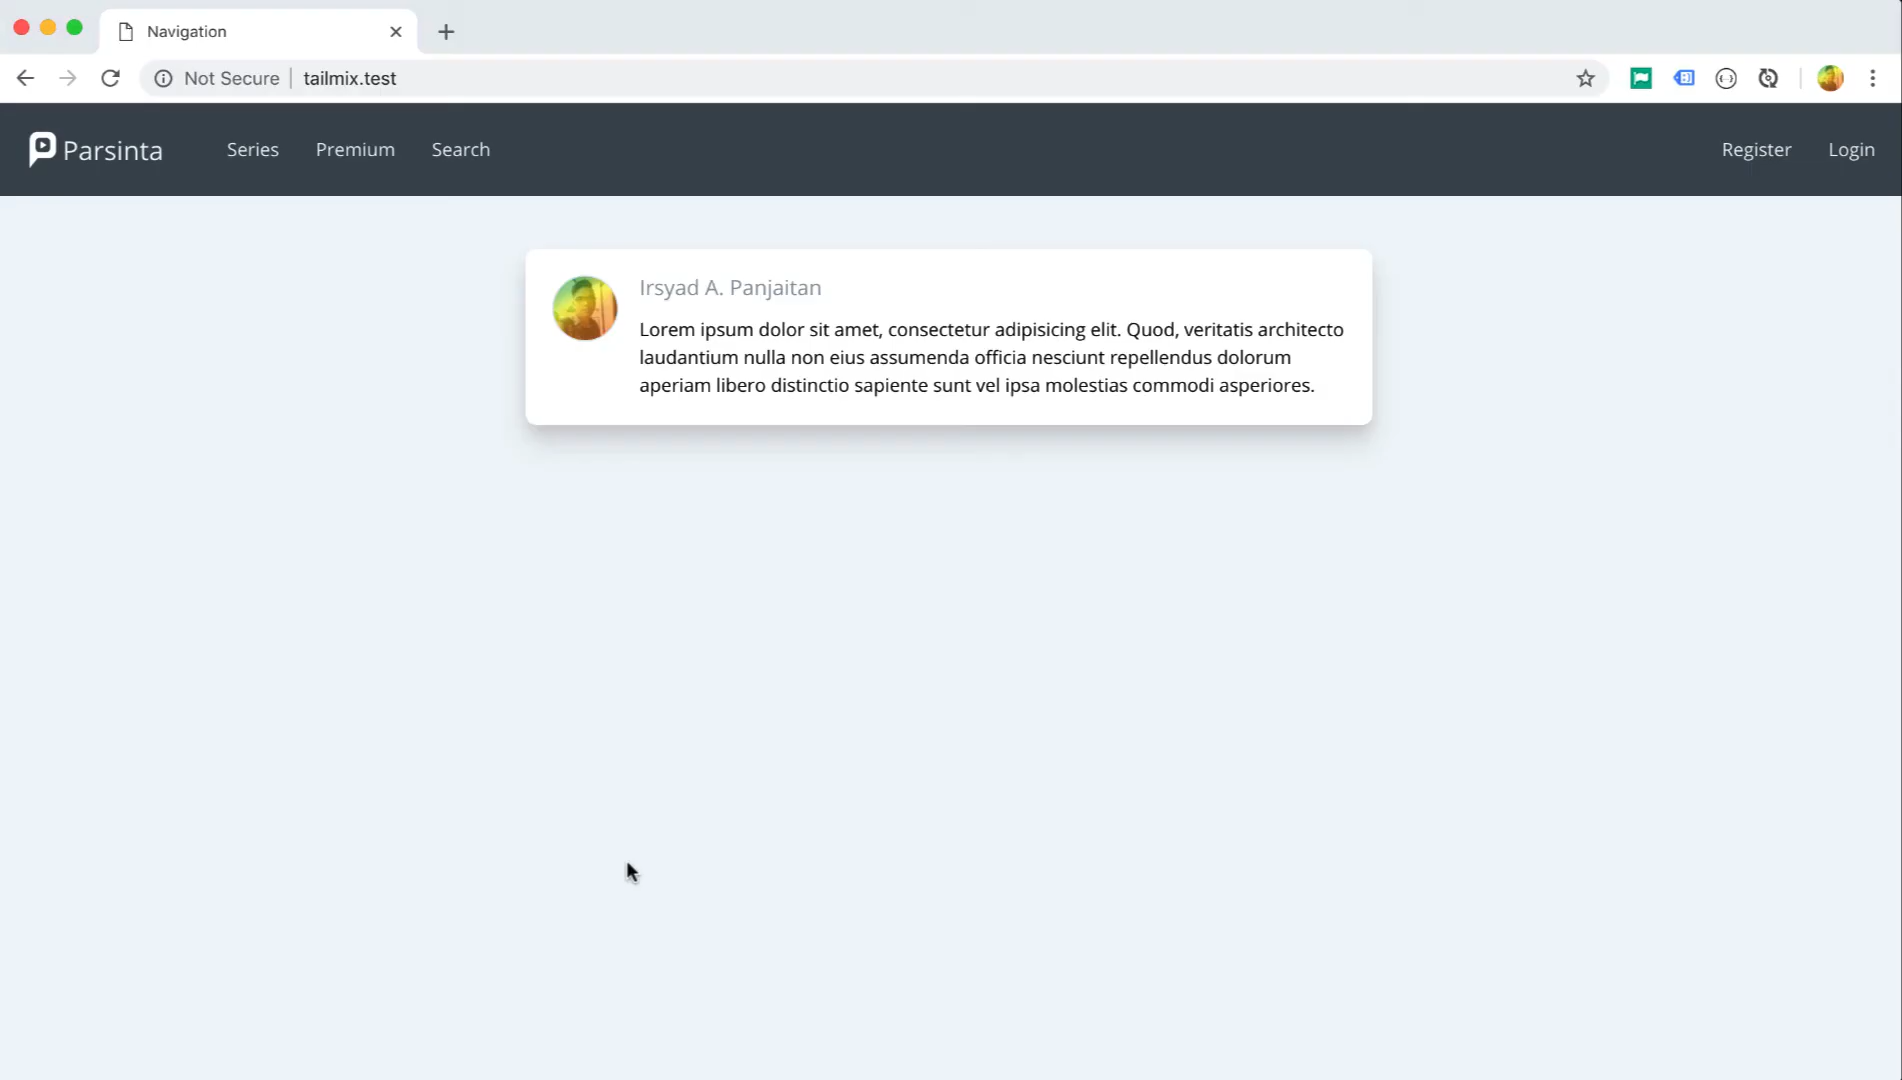 Navigation
Not Secure | tailmix.test
Parsinta Series Premium Search Register Login
Irsyad A. Panjaitan
Lorem ipsum dolor sit amet, consectetur adipisicing elit. Quod, veritatis architecto
laudantium nulla non eius assumenda officia nesciunt repellendus dolorum
aperiam libero distinctio sapiente sunt vel ipsa molestias commodi asperiores.